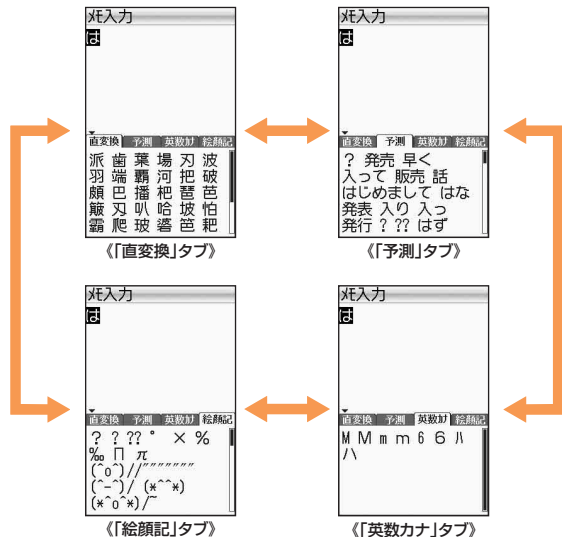 ﾒﾓ入力
は
直変換 予測 英数ｶﾅ 絵顔記
派 歯 葉 場 刃 波
羽 端 覇 河 把 破
頗 巴 播 杷 琶 芭
簸 刄 叭 哈 坡 怕
霸 爬 玻 碆 笆 耙
《「直変換」タブ》
ﾒﾓ入力
は
直変換 予測 英数ｶﾅ 絵顔記
? 発売 早く
入って 販売 話
はじめまして はな
発表 入り 入っ
発行 ? ?? はず
《「予測」タブ》
ﾒﾓ入力
は
直変換 予測 英数ｶﾅ 絵顔記
? ? ?? ° × %
‰ Π π
(^o^)//″″″″″″″
(^-^)/ (*^^*)
(*^o^*)/~
《「絵顔記」タブ》
ﾒﾓ入力
は
直変換 予測 英数ｶﾅ 絵顔記
M Ｍ m ｍ 6 ６ ﾊ
ハ
《「英数カナ」タブ》